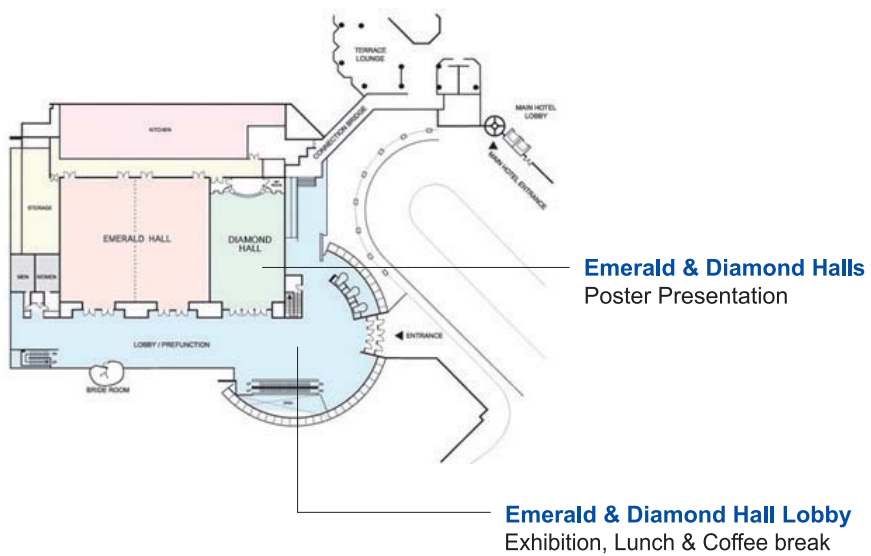 TERRACE
LOUNGE
MAIN HOTEL
LOBBY
KITCHEN
CONNECTION BRIDGE
MAIN HOTEL ENTRANCE
STORAGE
EMERALD HALL
DIAMOND
HALL
MEN
WOMEN
Emerald & Diamond Halls
Poster Presentation
ENTRANCE
LOBBY / PREFUNCTION
BRIDE ROOM
OPEN
Emerald & Diamond Hall Lobby
Exhibition, Lunch & Coffee break